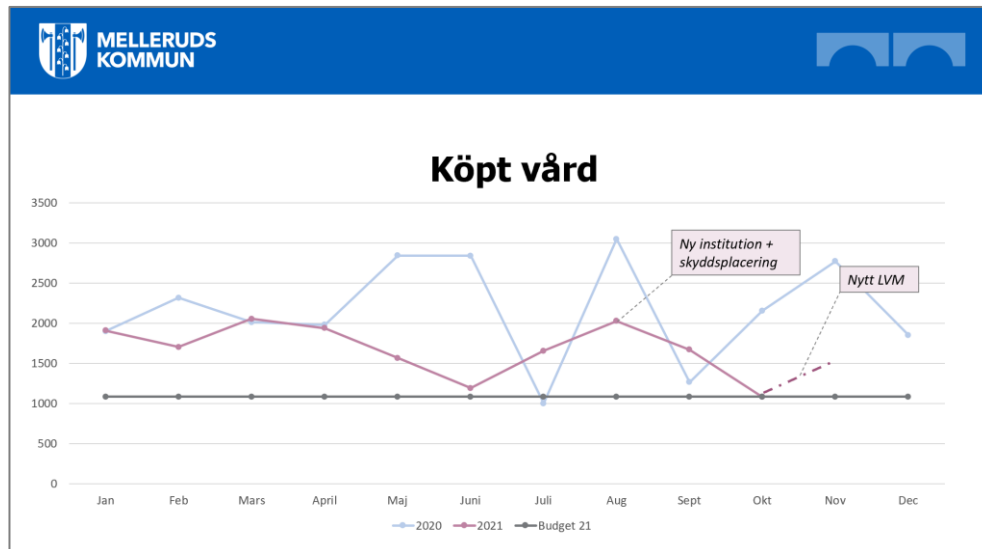 MELLERUDS
KOMMUN
Köpt vård
3500
3000
2500
2000
1500
1000
500
0
Ny institution +
skyddsplacering
Nytt LVM
Jan Feb Mars April Maj Juni Juli Aug Sept Okt Nov Dec
2020 2021 Budget 21